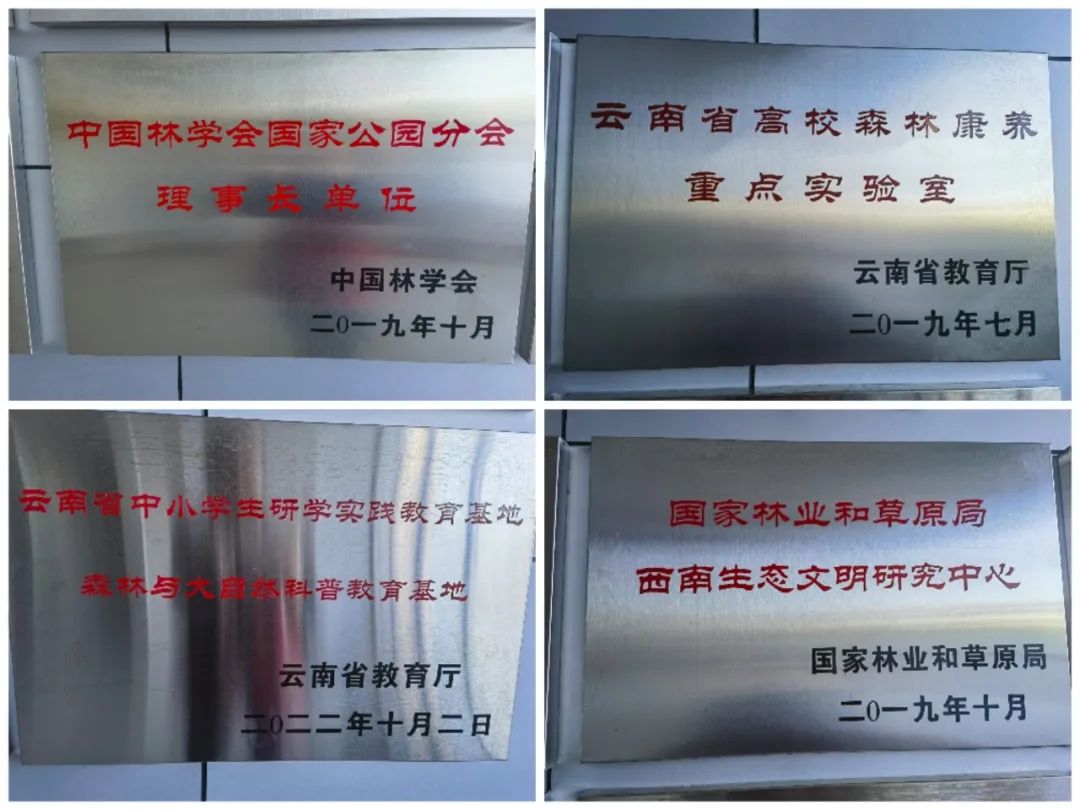 中国林学会国家公园分会
理事长单位
中国林学会
二0一九年十月
云南省高校森林康养
重点实验室
云南省教育厅
二0一九年七月
云南省中小学生研学实践教育基地
森林与大自然科普教育基地
云南省教育厅
二0二二年十月二日
国家林业和草原局
西南生态文明研究中心
国家林业和草原局
二0一九年十月